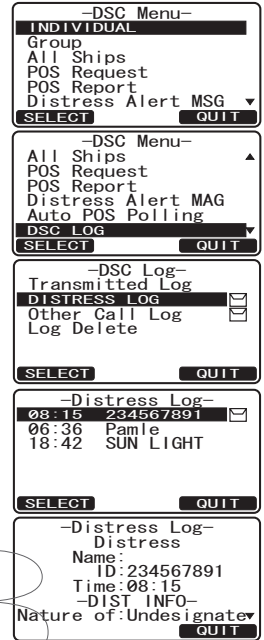 -DSC Menu-
INDIVIDUAL
Group
All Ships
POS Request
POS Report
Distress Alert MSG ▼
SELECT QUIT
-DSC Menu-
All Ships ▲
POS Request
POS Report
Distress Alert MAG
Auto POS Polling
DSC LOG ▼
SELECT QUIT
-DSC Log-
Transmitted Log
DISTRESS LOG
Other Call Log
Log Delete
SELECT QUIT
-Distress Log-
08:15 234567891
06:36 Pamle
18:42 SUN LIGHT
SELECT QUIT
-Distress Log-
Distress
Name:
ID:234567891
Time:08:15
-DIST INFO-
Nature of:Undesignate▼
QUIT